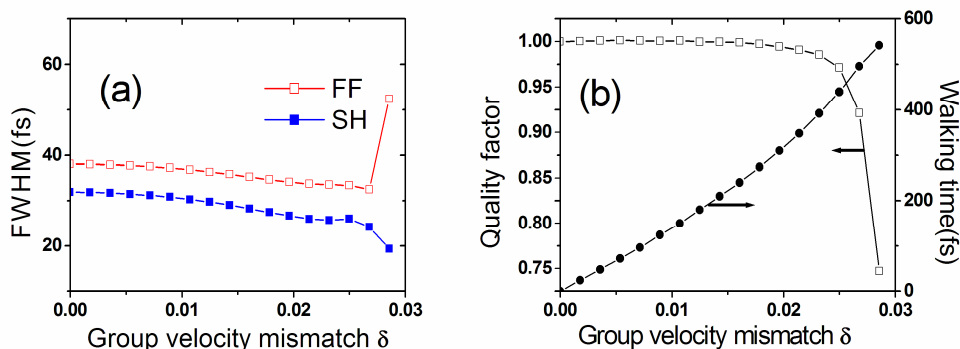 (a)
FF
SH
FWHM(fs)
60
40
20
0.00
0.01
0.02
0.03
Group velocity mismatch δ
(b)
Quality factor
1.00
0.95
0.90
0.85
0.80
0.75
Walking time(fs)
600
400
200
0
0.00
0.01
0.02
0.03
Group velocity mismatch δ